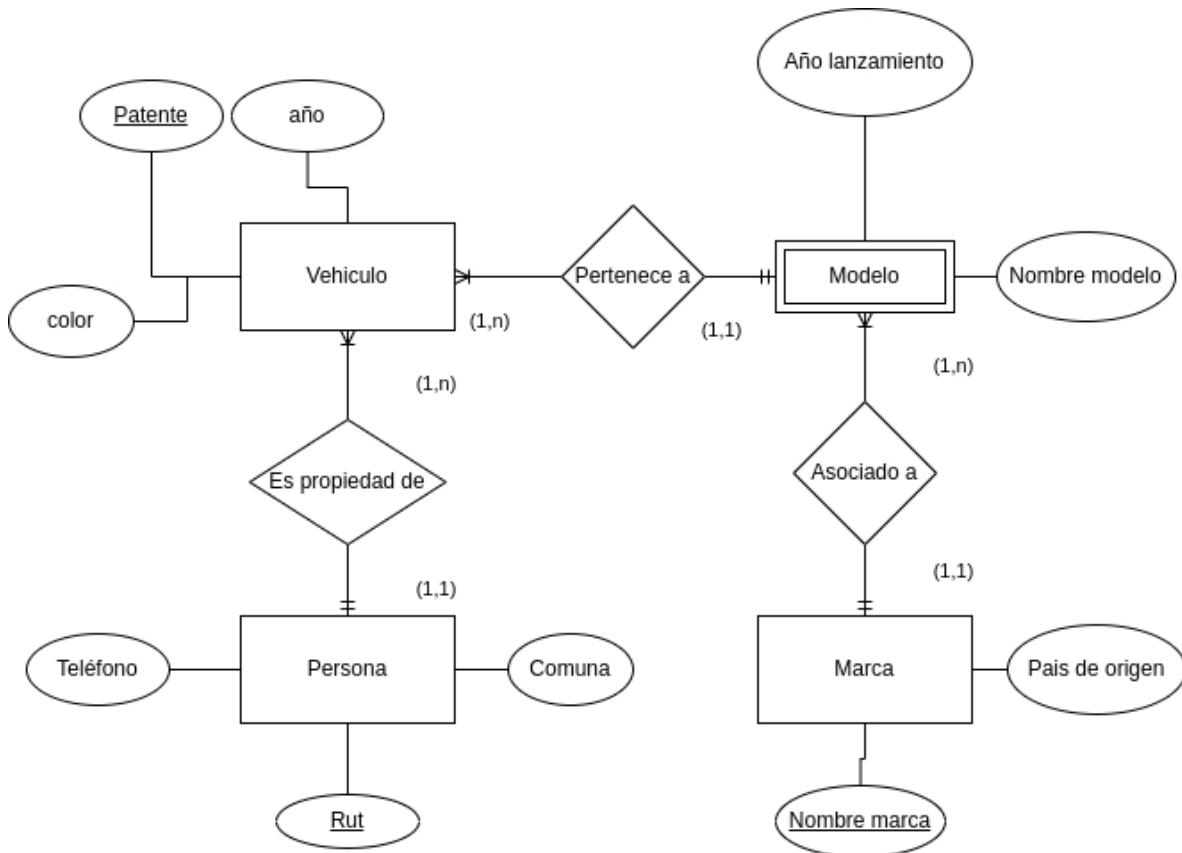 Año lanzamiento
Patente
año
Vehiculo
Pertenece a
Modelo
Nombre modelo
color
(1,n)
(1,1)
(1,n)
(1,n)
Es propiedad de
Asociado a
(1,1)
(1,1)
Teléfono
Persona
Comuna
Marca
Pais de origen
Rut
Nombre marca